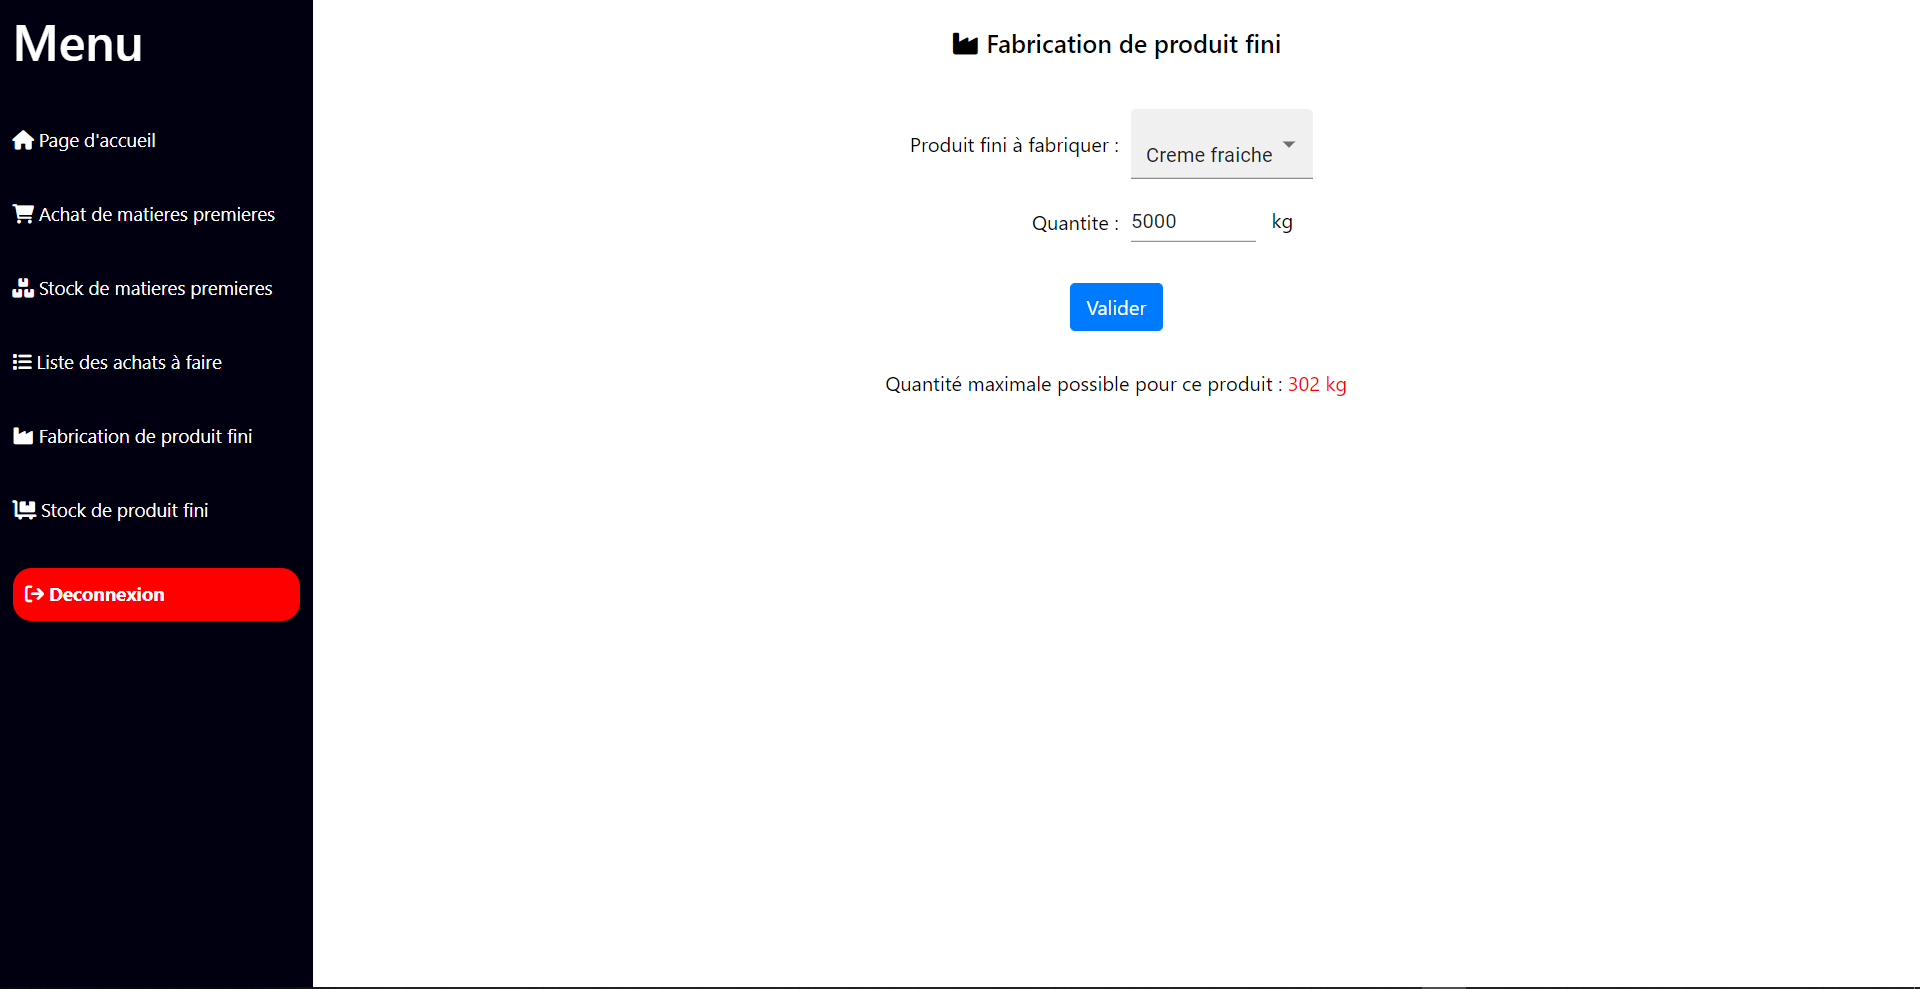 Menu
Page d'accueil
Achat de matieres premieres
Stock de matieres premieres
Liste des achats à faire
Fabrication de produit fini
Stock de produit fini
Deconnexion
Fabrication de produit fini
Produit fini à fabriquer : Creme fraiche
Quantite : 5000 kg
Valider
Quantité maximale possible pour ce produit : 302 kg